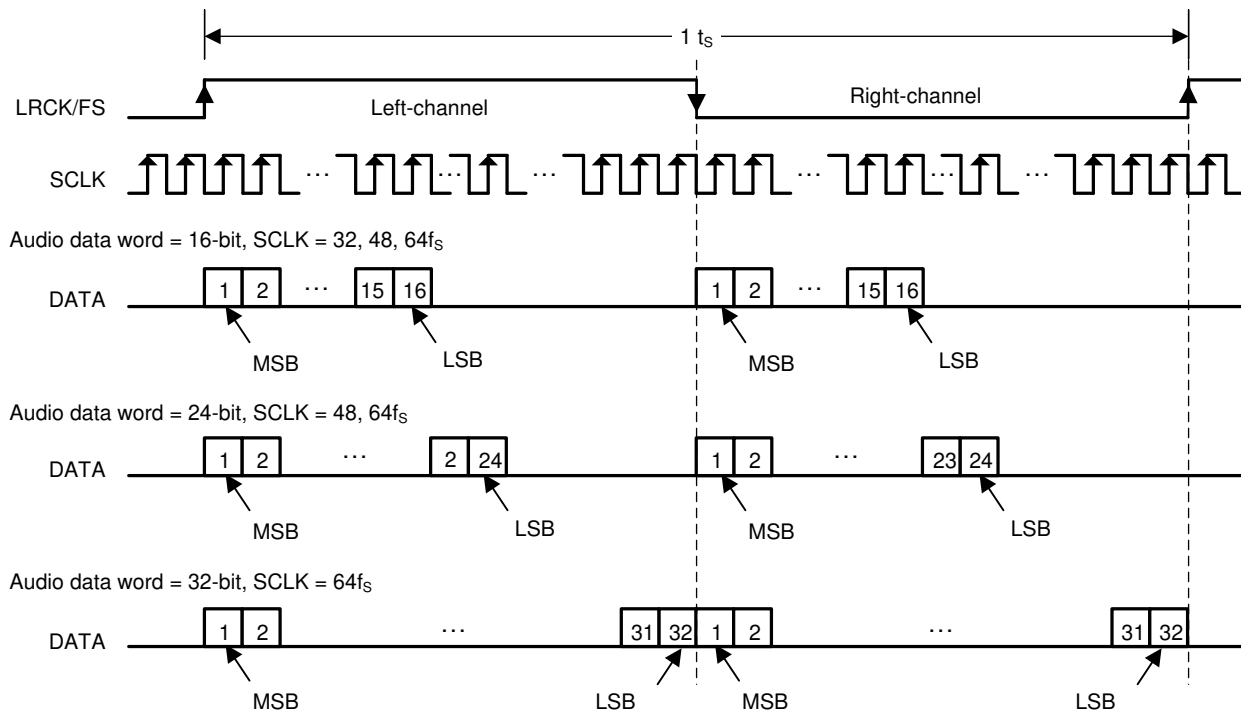 1 tS
LRCK/FS
Left-channel
Right-channel
SCLK
Audio data word = 16-bit, SCLK = 32, 48, 64fS
DATA
1 2 … 15 16 1 2 … 15 16
MSB LSB MSB LSB
Audio data word = 24-bit, SCLK = 48, 64fS
DATA
1 2 … 2 24 1 2 … 23 24
MSB LSB MSB LSB
Audio data word = 32-bit, SCLK = 64fS
DATA
1 2 … 31 32 1 2 … 31 32
MSB LSB MSB LSB